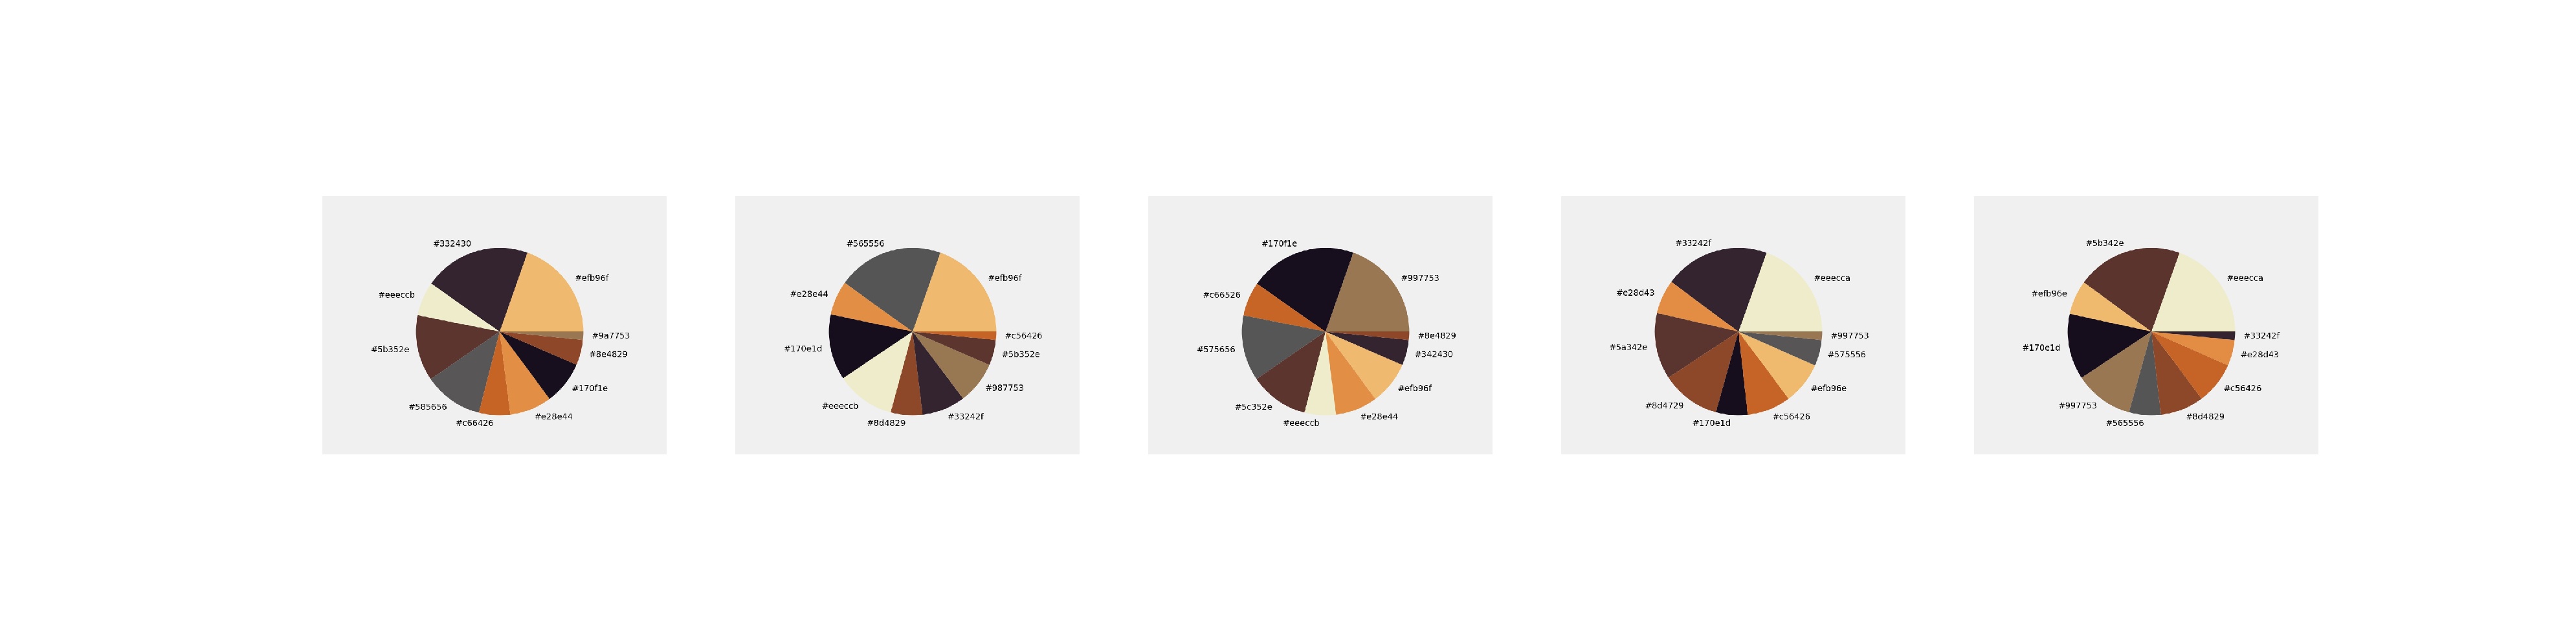 #332430
#efb96f
#eeeccb
#9a7753
#5b352e
#8e4829
#170f1e
#585656
#e28e44
#c66426
#565556
#efb96f
#e28e44
#c56426
#170e1d
#5b352e
#987753
#eeeccb
#33242f
#8d4829
#170f1e
#997753
#c66526
#8e4829
#575656
#342430
#efb96f
#5c352e
#e28e44
#eeeccb
#33242f
#eeecca
#e28d43
#997753
#5a342e
#575556
#efb96e
#8d4729
#c56426
#170e1d
#5b342e
#eeecca
#efb96e
#33242f
#170e1d
#e28d43
#c56426
#997753
#8d4829
#565556